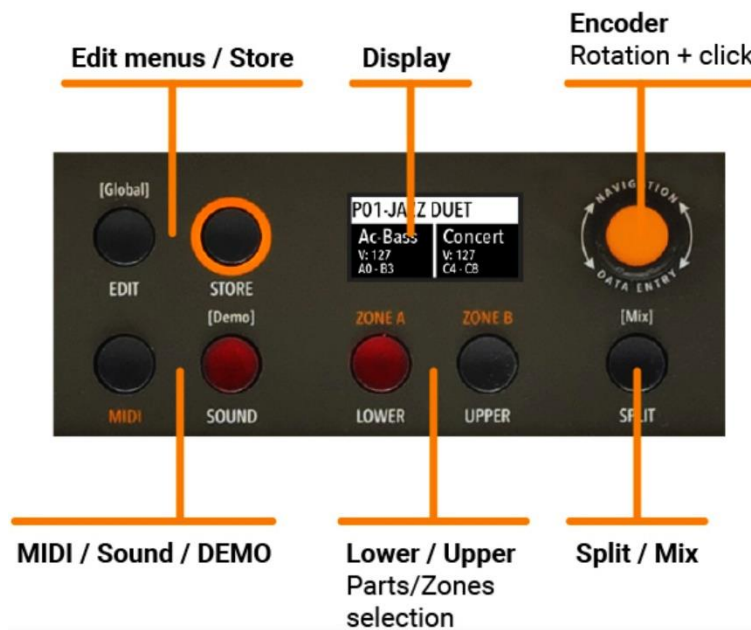 Edit menus / Store
Display
Encoder
Rotation + click
[Global]
EDIT
STORE
P01-JAZZ DUET
Ac-Bass
V: 127
A0 - B3
Concert
V: 127
C4 - C8
NAVIGATION
DATA ENTRY
MIDI
[Demo]
SOUND
ZONE A
LOWER
ZONE B
UPPER
[Mix]
SPLIT
MIDI / Sound / DEMO
Lower / Upper
Parts/Zones
selection
Split / Mix